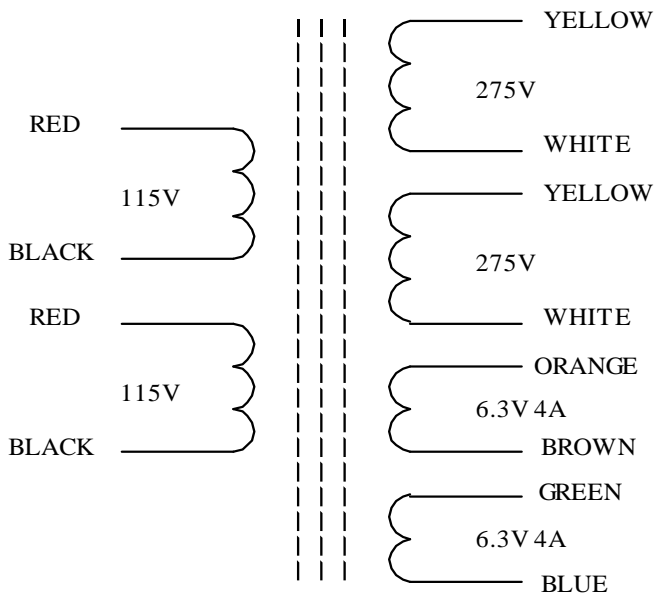 YELLOW
275V
WHITE
RED
115V
BLACK
YELLOW
275V
WHITE
RED
115V
BLACK
ORANGE
6.3V 4A
BROWN
GREEN
6.3V 4A
BLUE